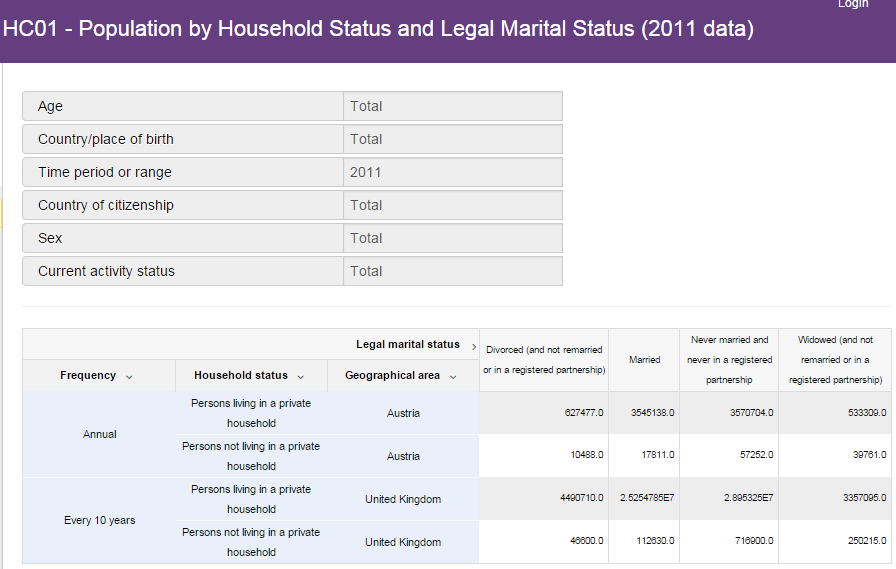 Login
HC01 - Population by Household Status and Legal Marital Status (2011 data)
Age Total
Country/place of birth Total
Time period or range 2011
Country of citizenship Total
Sex Total
Current activity status Total
Legal marital status
Divorced (and not remarried
or in a registered partnership)
Married
Never married and
never in a registered
partnership
Widowed (and not
remarried or in a
registered partnership)
Frequency Household status Geographical area
Annual
Persons living in a private
household
Austria 627477.0 3545138.0 3570704.0 533309.0
Persons not living in a private
household
Austria 10488.0 17811.0 57252.0 39761.0
Every 10 years
Persons living in a private
household
United Kingdom 4490710.0 2.5254785E7 2.895325E7 3357095.0
Persons not living in a private
household
United Kingdom 46600.0 112630.0 716900.0 250215.0